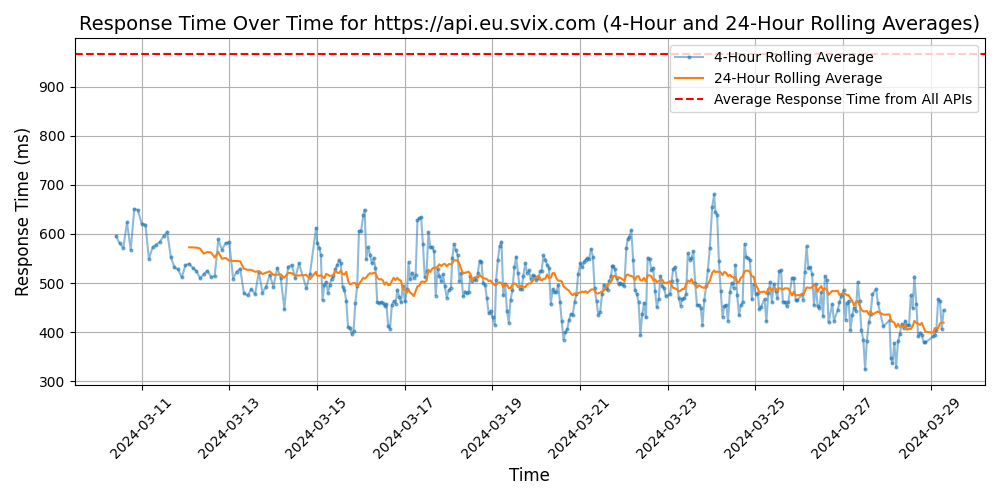 Response Time Over Time for https://api.eu.svix.com (4-Hour and 24-Hour Rolling Averages)
4-Hour Rolling Average
24-Hour Rolling Average
Average Response Time from All APIs
Response Time (ms)
900
800
700
600
500
400
300
2024-03-11
2024-03-13
2024-03-15
2024-03-17
2024-03-19
2024-03-21
2024-03-23
2024-03-25
2024-03-27
2024-03-29
Time